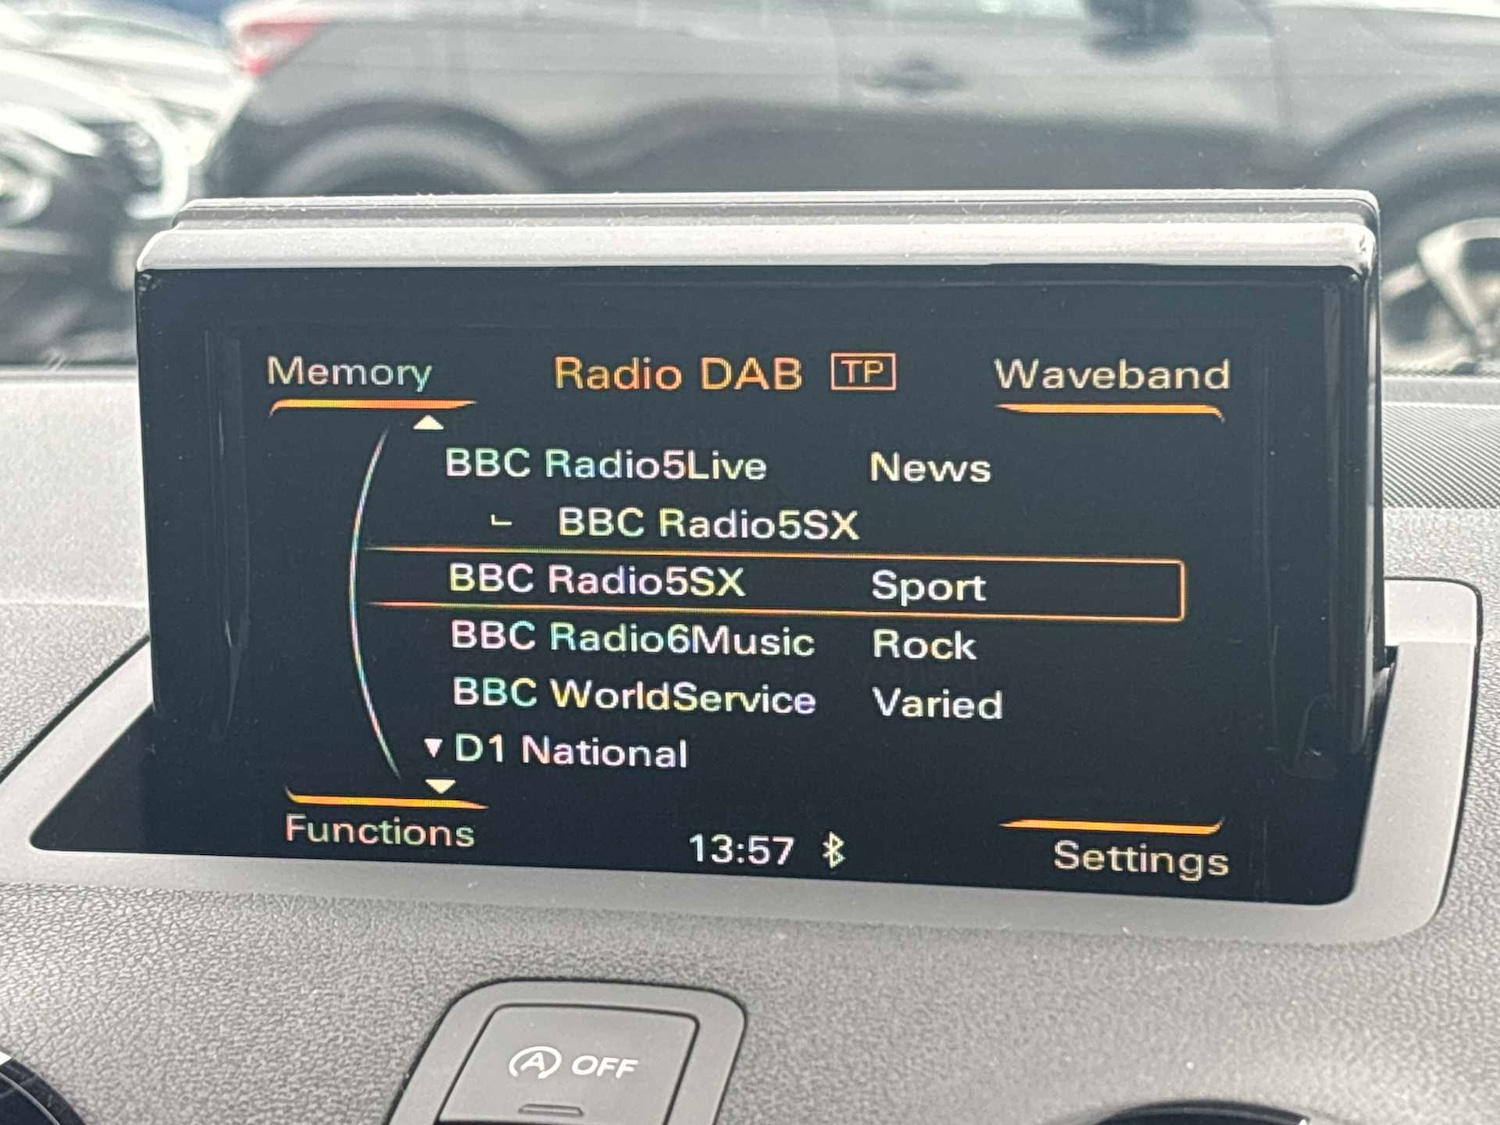 Memory Radio DAB TP Waveband
BBC Radio5Live News
BBC Radio5SX
BBC Radio5SX Sport
BBC Radio6Music Rock
BBC WorldService Varied
D1 National
Functions 13:57 Settings
A OFF